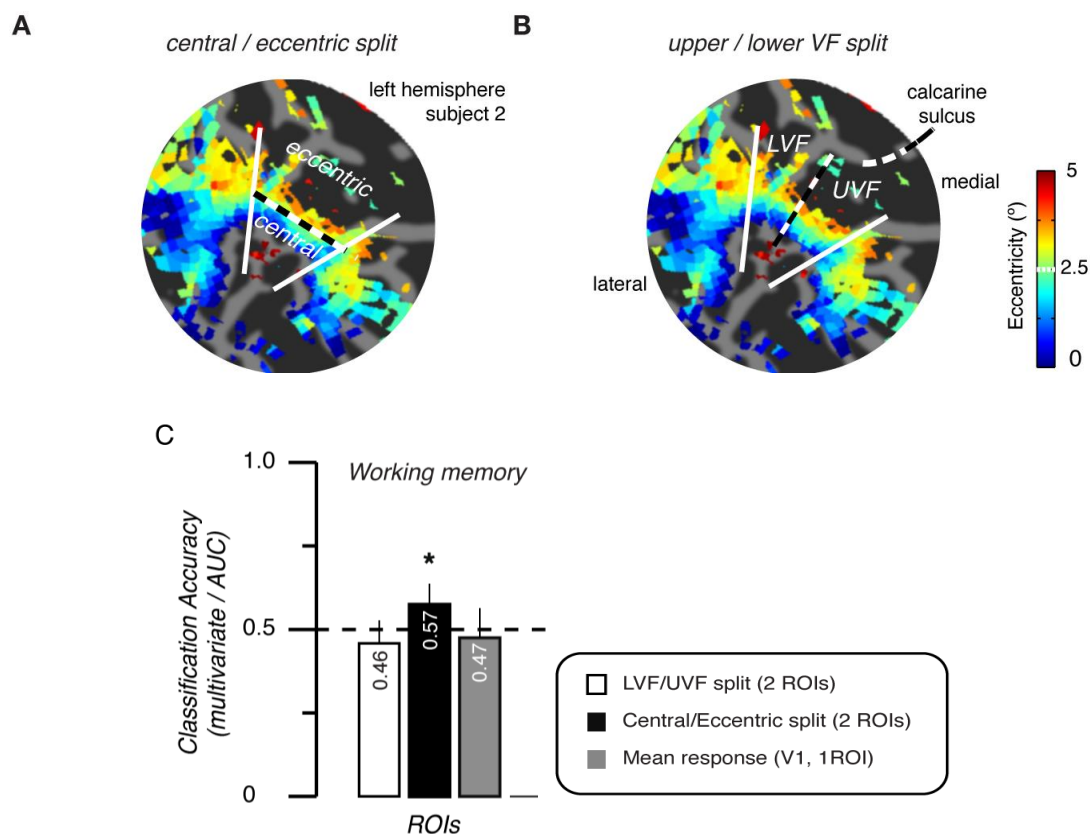 A
central / eccentric split
left hemisphere
subject 2
eccentric
central
B
upper / lower VF split
calcarine
sulcus
LVF
UVF
medial
lateral
5
2.5
0
Eccentricity (º)
C
Working memory
1.0
0.5
0
Classification Accuracy
(multivariate / AUC)
*
0.46
0.57
0.47
ROIs
LVF/UVF split (2 ROIs)
Central/Eccentric split (2 ROIs)
Mean response (V1, 1ROI)